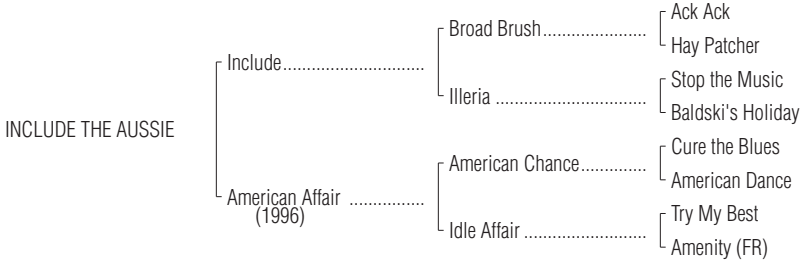 Ack Ack
Broad Brush......................
Hay Patcher
Include.............................
Stop the Music
Illeria ...............................
Baldski's Holiday
INCLUDE THE AUSSIE
Cure the Blues
American Chance..............
American Dance
American Affair ................
(1996)
Try My Best
Idle Affair .........................
Amenity (FR)